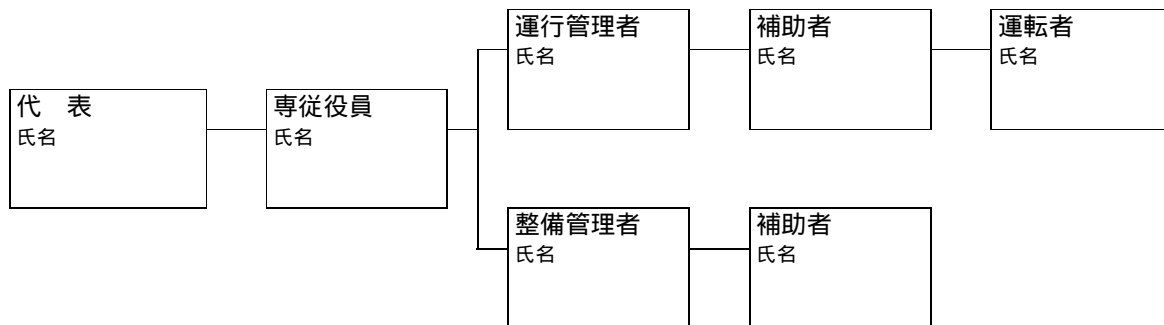 代　表
氏名
専従役員
氏名
運行管理者
氏名
補助者
氏名
運転者
氏名
整備管理者
氏名
補助者
氏名